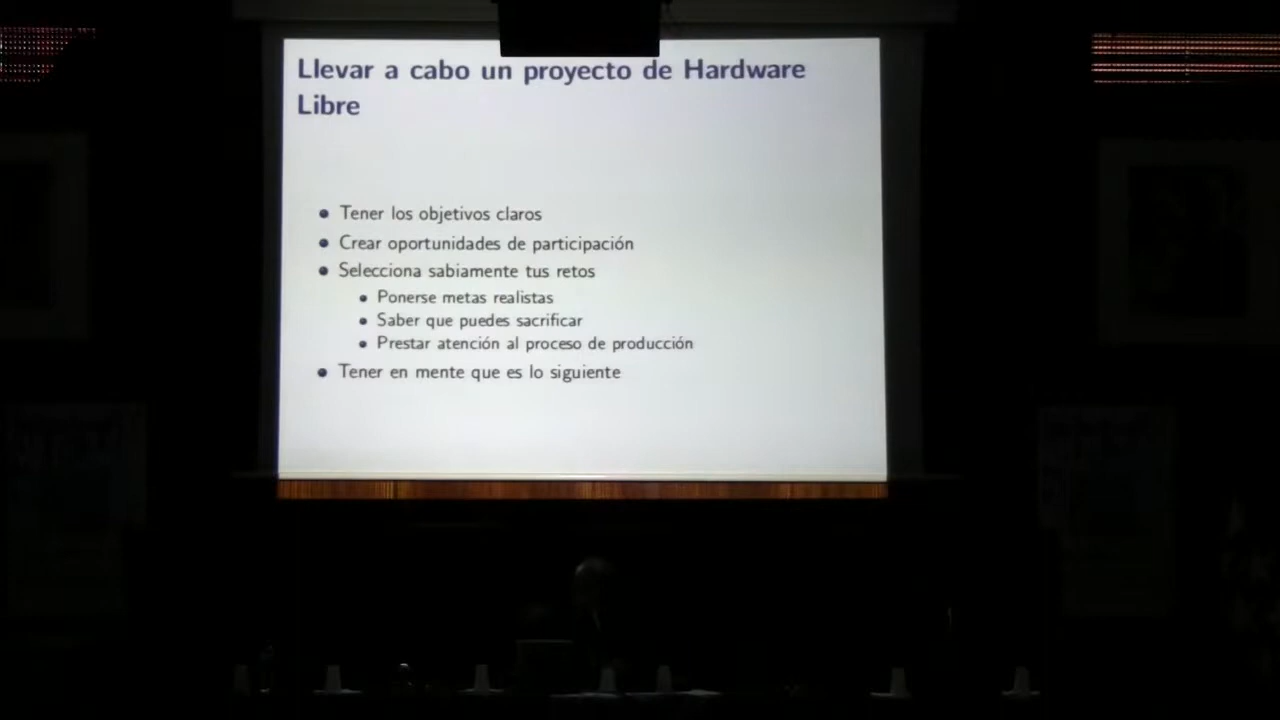 Llevar a cabo un proyecto de Hardware
Libre
Tener los objetivos claros
Crear oportunidades de participación
Selecciona sabiamente tus retos
Ponerse metas realistas
Saber que puedes sacrificar
Prestar atención al proceso de producción
Tener en mente que es lo siguiente